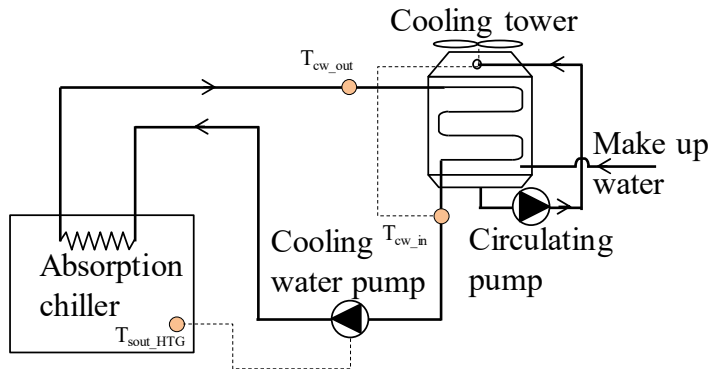 Cooling tower
T_cw_out
Make up
water
T_cw_in
Cooling
water pump
Circulating
pump
Absorption
chiller
T_sout_HTG